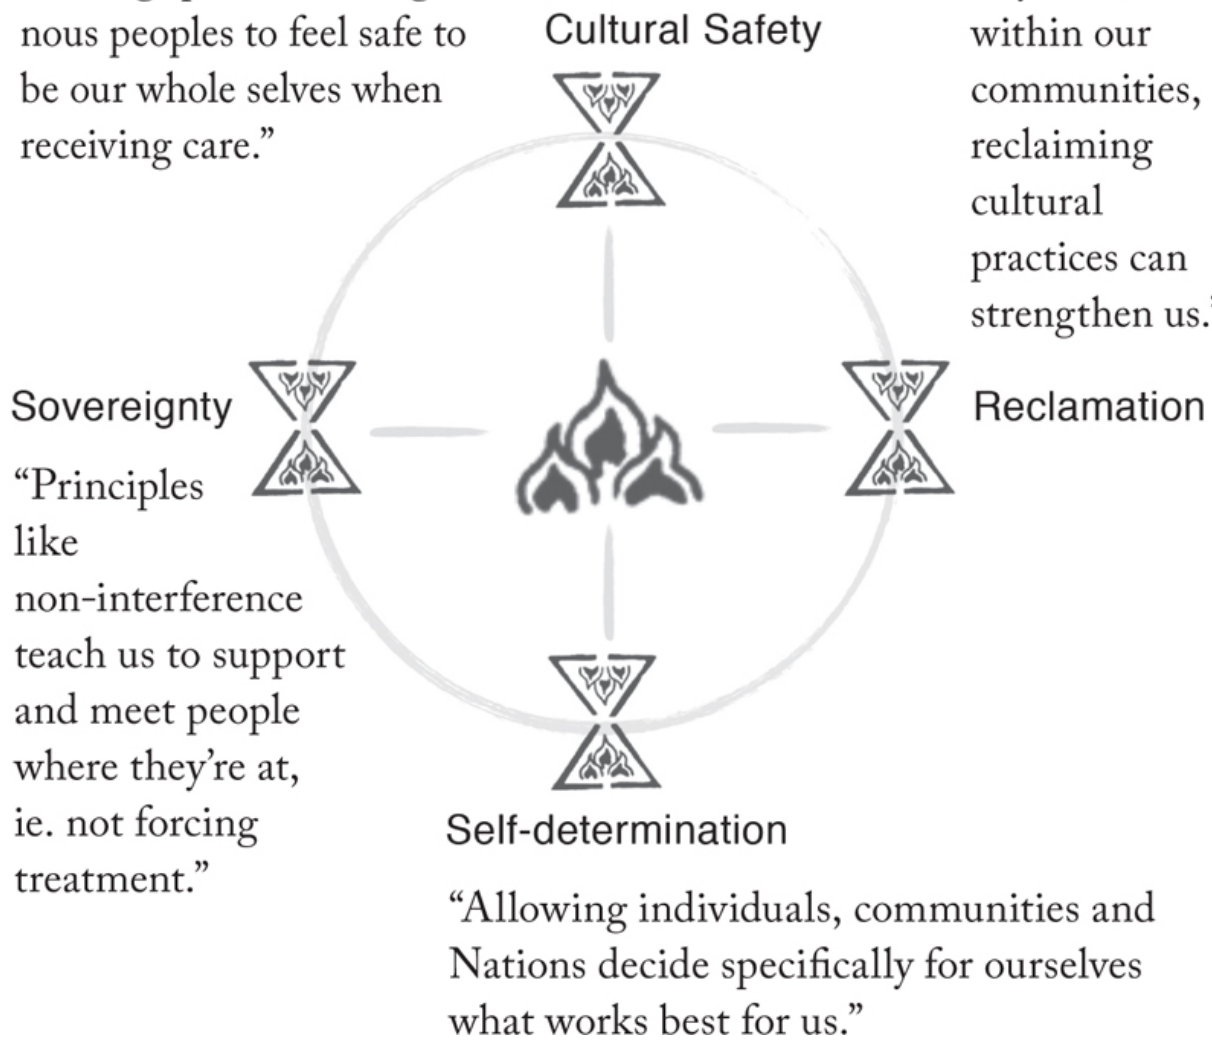 nous peoples to feel safe to
be our whole selves when
receiving care.”
Cultural Safety
within our
communities,
reclaiming
cultural
practices can
strengthen us.
Reclamation
Sovereignty
“Principles
like
non-interference
teach us to support
and meet people
where they’re at,
ie. not forcing
treatment.”
Self-determination
“Allowing individuals, communities and
Nations decide specifically for ourselves
what works best for us.”